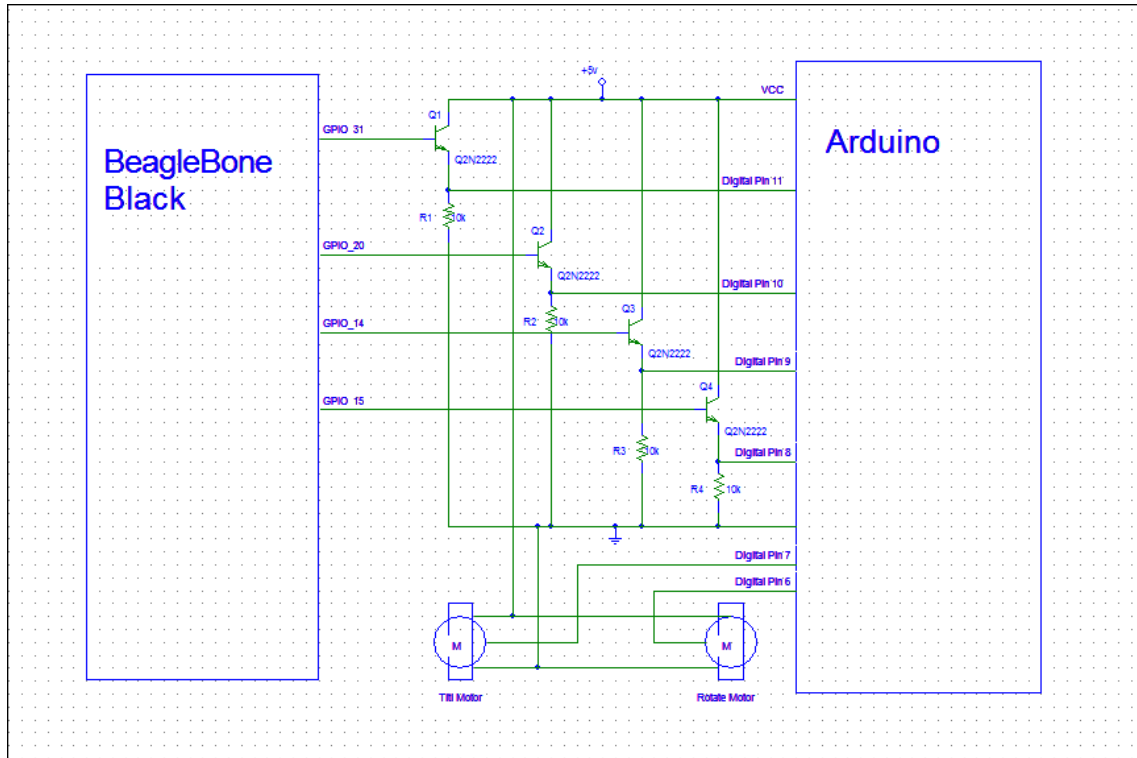 +5v
VCC
Q1
GPIO_31
BeagleBone
Black
Arduino
Q2N2222
Digital Pin 11
R1
10k
Q2
GPIO_20
Q2N2222
Digital Pin 10
Q3
R2
10k
GPIO_14
Q2N2222
Digital Pin 9
Q4
GPIO_15
Q2N2222
R3
10k
Digital Pin 8
R4
10k
Digital Pin 7
Digital Pin 6
M
M
Tilt Motor
Rotate Motor